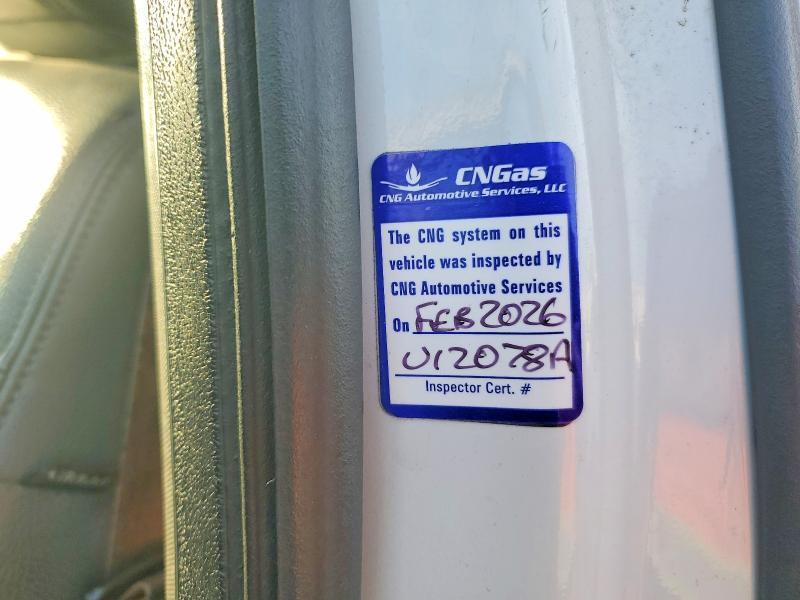 CNGas
CNG Automotive Services, LLC
The CNG system on this
vehicle was inspected by
CNG Automotive Services
On FEB 2026
U12078A
Inspector Cert. #